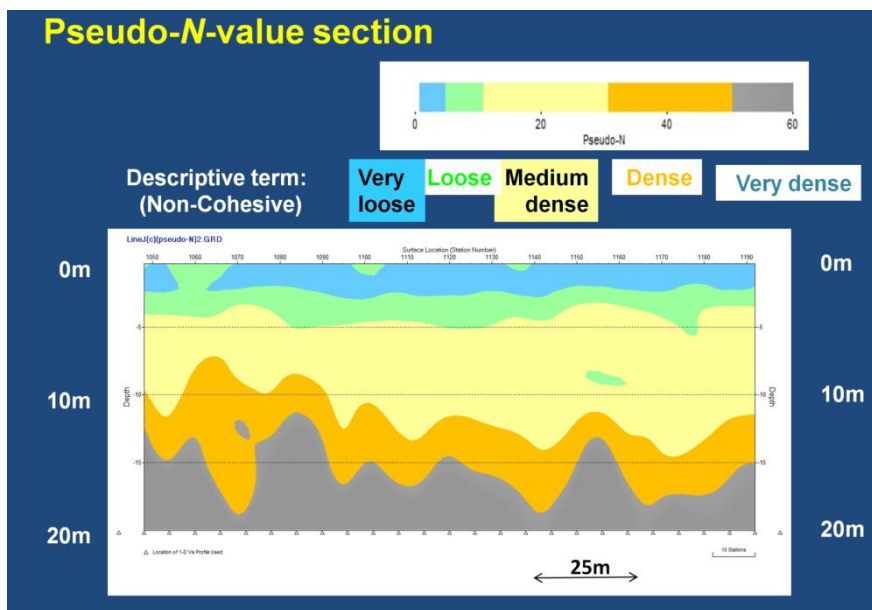 Pseudo-N-value section
0 20 40 60
Pseudo-N
Descriptive term:
(Non-Cohesive)
Very
loose
Loose
Medium
dense
Dense
Very dense
LineJ(c)(pseudo-N)2.GRD
Surface Location (Station Number)
1050 1060 1070 1080 1090 1100 1110 1120 1130 1140 1150 1160 1170 1180 1190
0m
0m
-5
-5
10m
-10
-10
10m
Depth
Depth
-15
-15
20m
20m
Location of 1-D Vs Profile Used
10 Stations
25m